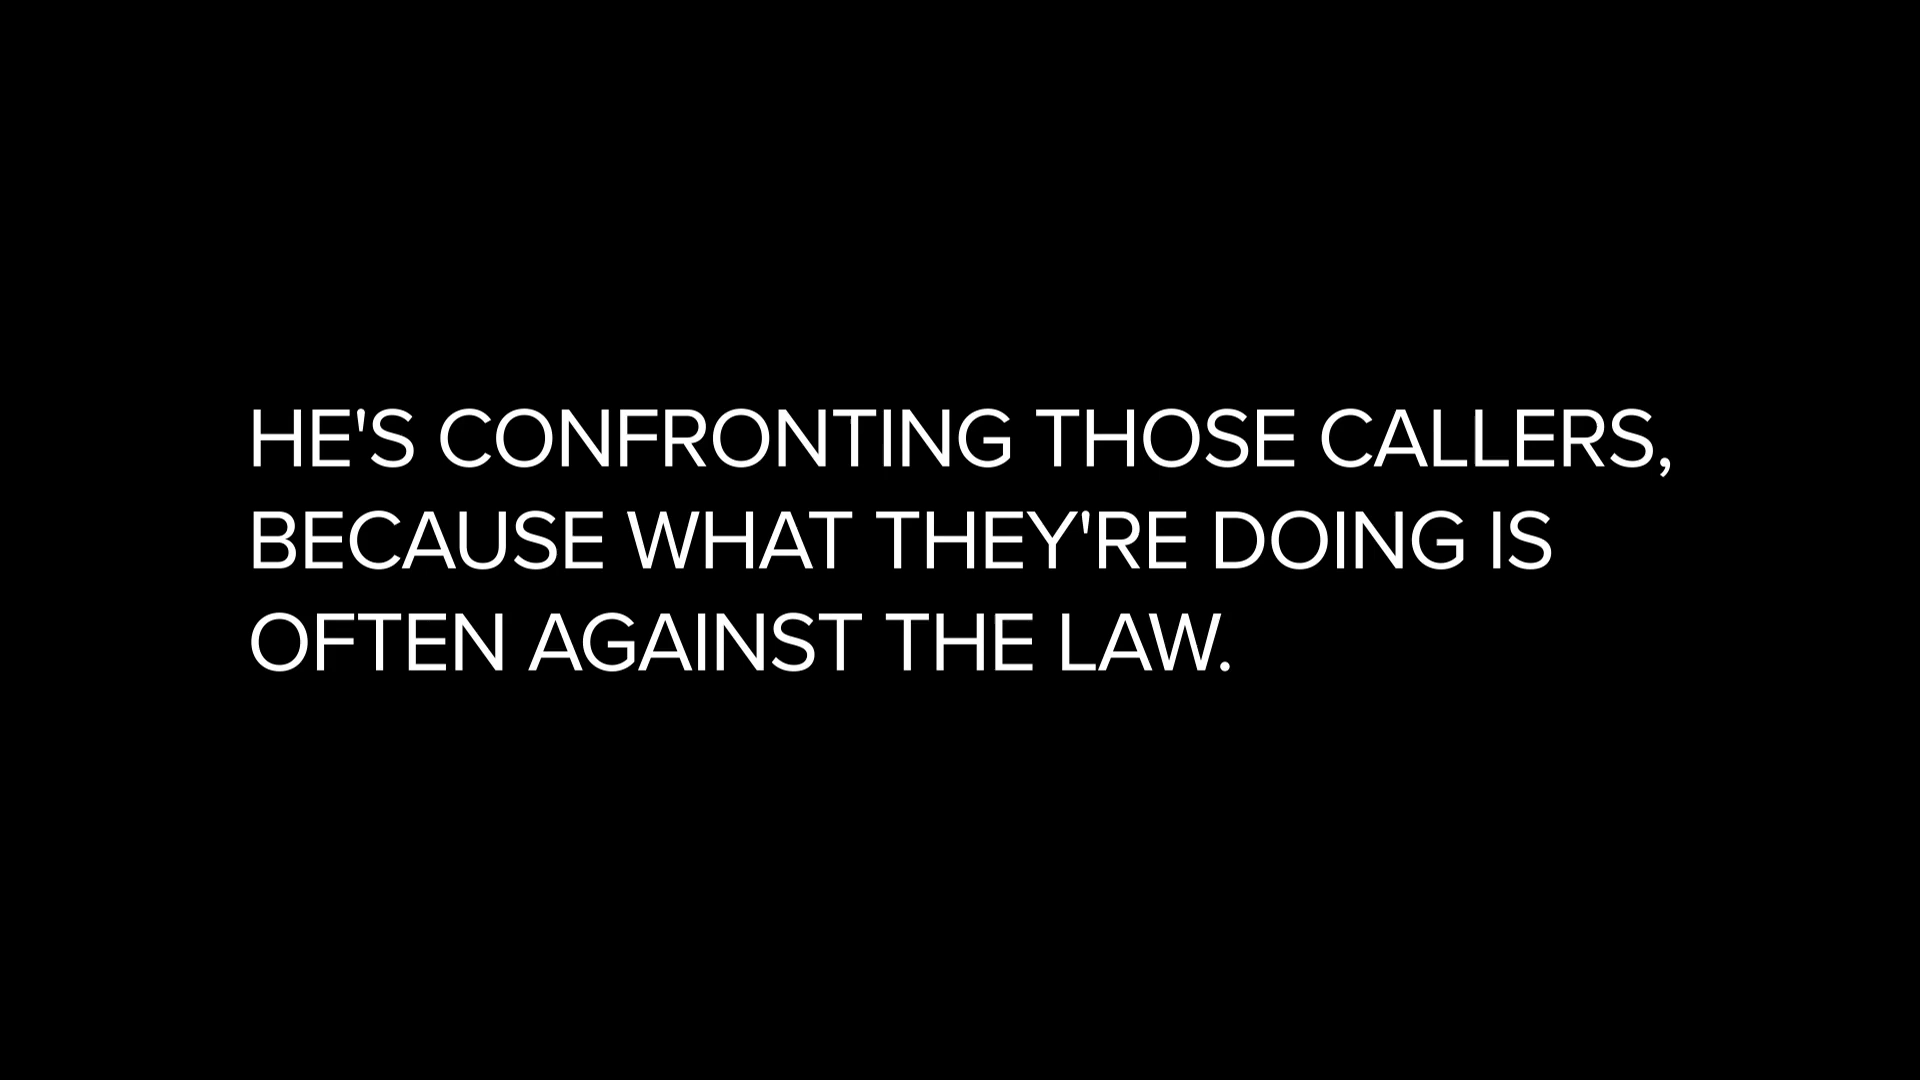 HE'S CONFRONTING THOSE CALLERS,
BECAUSE WHAT THEY'RE DOING IS
OFTEN AGAINST THE LAW.